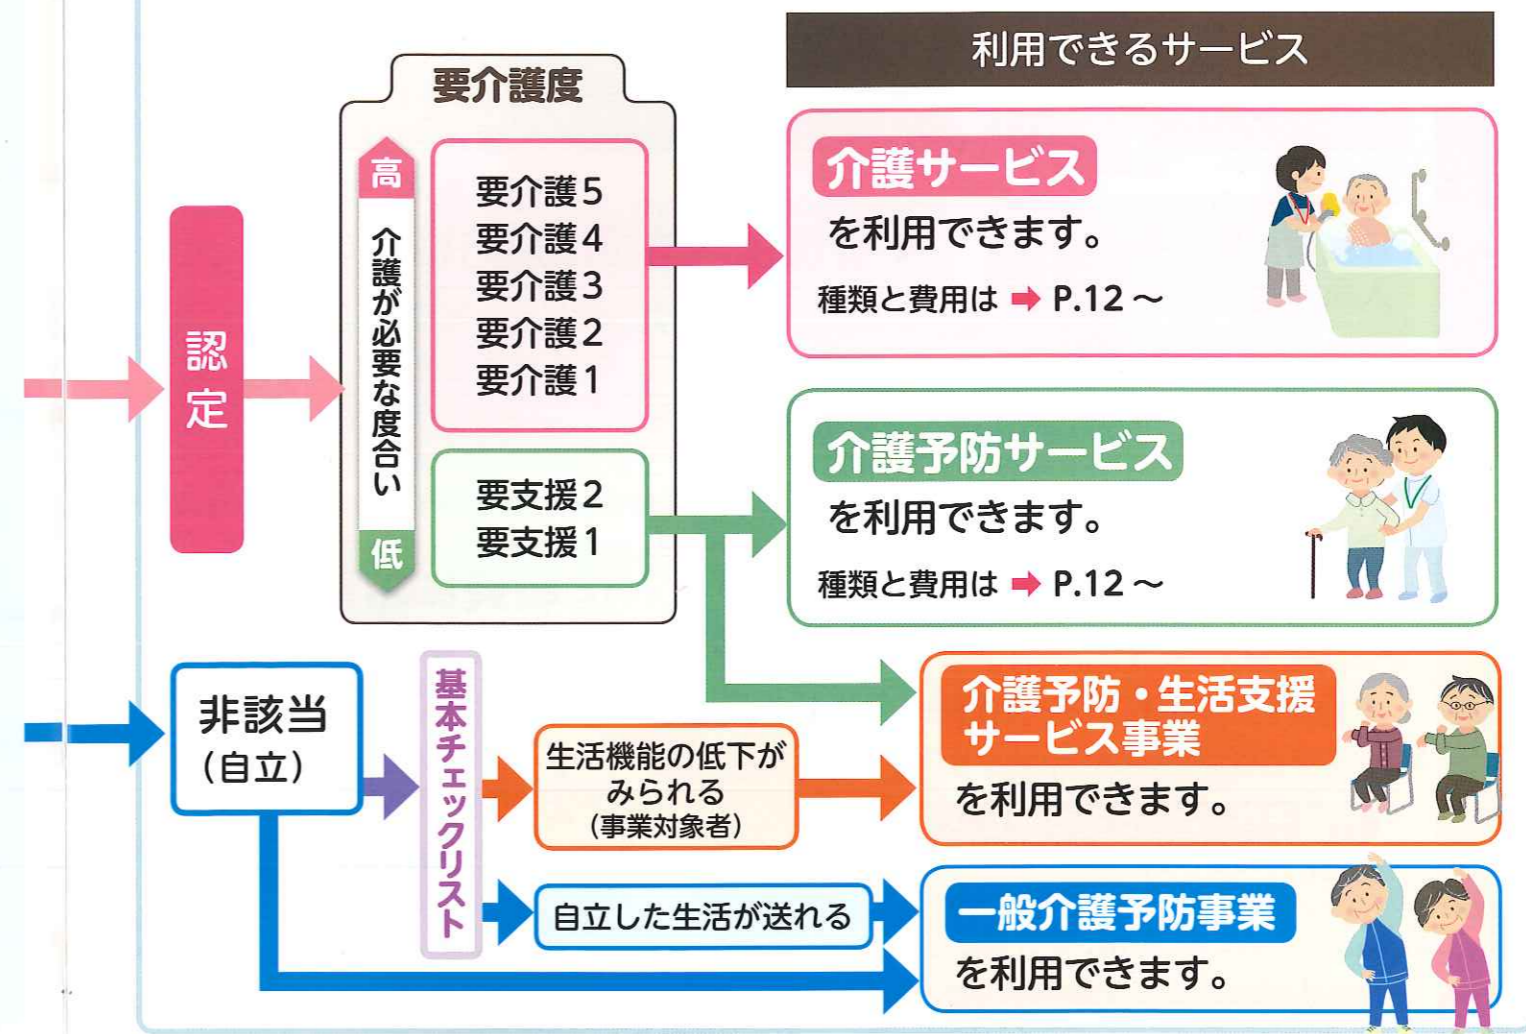 利用できるサービス
要介護度
高
介護が必要な度合い
低
要介護5
要介護4
要介護3
要介護2
要介護1
要支援2
要支援1
認定
介護サービス
を利用できます。
種類と費用は ➡ P.12 ～
介護予防サービス
を利用できます。
種類と費用は ➡ P.12 ～
非該当
（自立）
基本チェックリスト
生活機能の低下が
みられる
（事業対象者）
自立した生活が送れる
介護予防・生活支援
サービス事業
を利用できます。
一般介護予防事業
を利用できます。